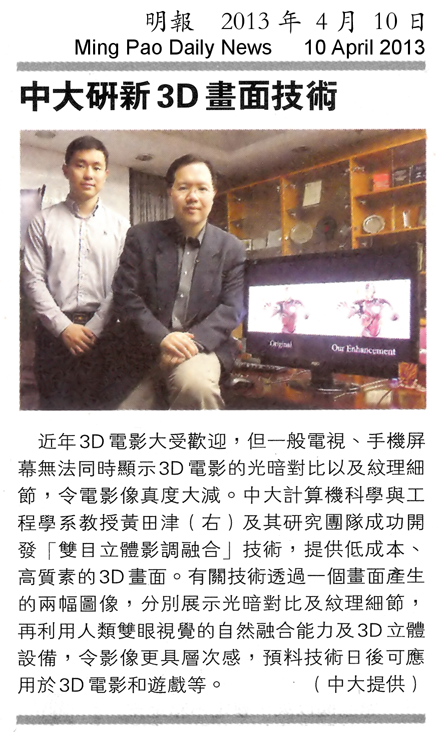 明報 2013年4月10日
Ming Pao Daily News 10 April 2013
中大研新3D畫面技術
Original
Our Enhancement
近年3D電影大受歡迎，但一般電視、手機屏
幕無法同時顯示3D電影的光暗對比以及紋理細
節，令電影像真度大減。中大計算機科學與工
程學系教授黃田津（右）及其研究團隊成功開
發「雙目立體影調融合」技術，提供低成本、
高質素的3D畫面。有關技術透過一個畫面產生
的兩幅圖像，分別展示光暗對比及紋理細節，
再利用人類雙眼視覺的自然融合能力及3D立體
設備，令影像更具層次感，預料技術日後可應
用於3D電影和遊戲等。 （中大提供）